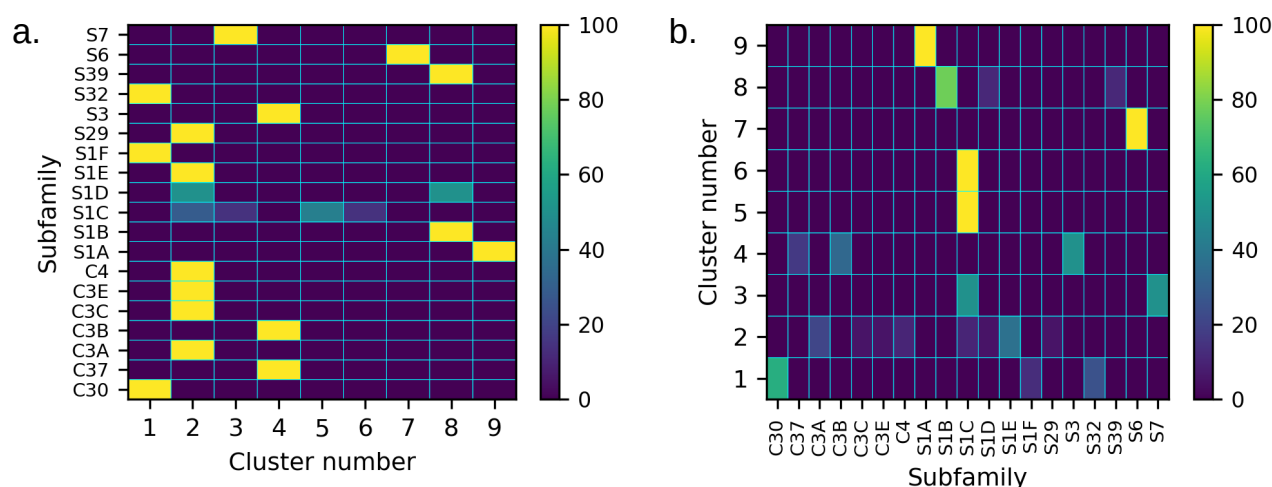 a.
S7
S6
S39
S32
S3
S29
S1F
S1E
S1D
S1C
S1B
S1A
C4
C3E
C3C
C3B
C3A
C37
C30
Subfamily
1 2 3 4 5 6 7 8 9
Cluster number
100
80
60
40
20
0
b.
9
8
7
6
5
4
3
2
1
Cluster number
C30 C37 C3A C3B C3C C3E C4 S1A S1B S1C S1D S1E S1F S29 S3 S32 S39 S6 S7
Subfamily
100
80
60
40
20
0